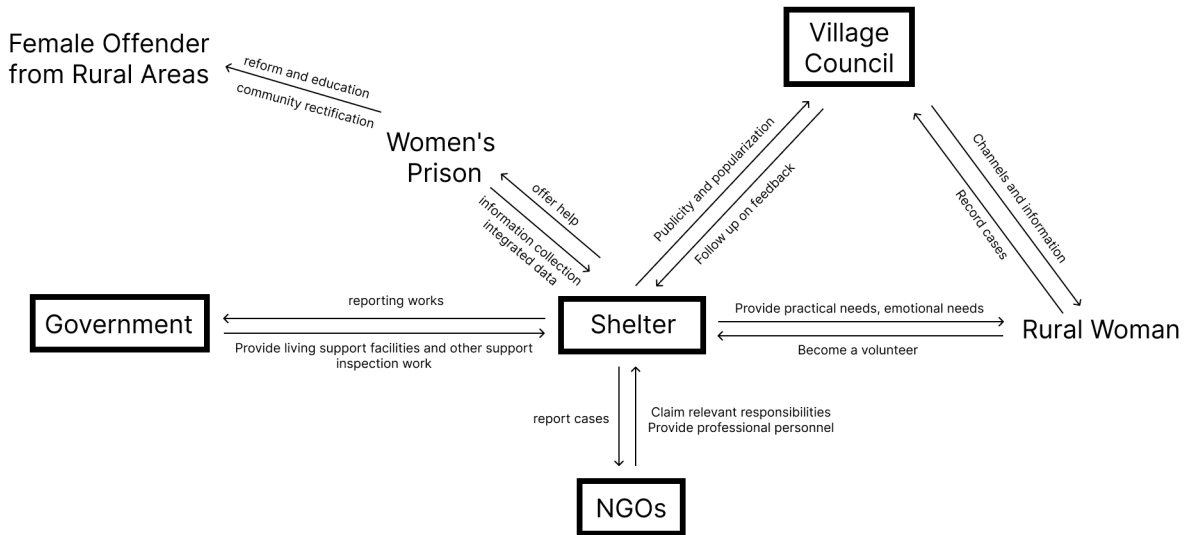 Female Offender
from Rural Areas
reform and education
community rectification
Women's
Prison
offer help
information collection
integrated data
Village
Council
Publicity and popularization
Follow up on feedback
Channels and information
Record cases
Government
reporting works
Provide living support facilities and other support
inspection work
Shelter
Provide practical needs, emotional needs
Become a volunteer
Rural Woman
report cases
Claim relevant responsibilities
Provide professional personnel
NGOs